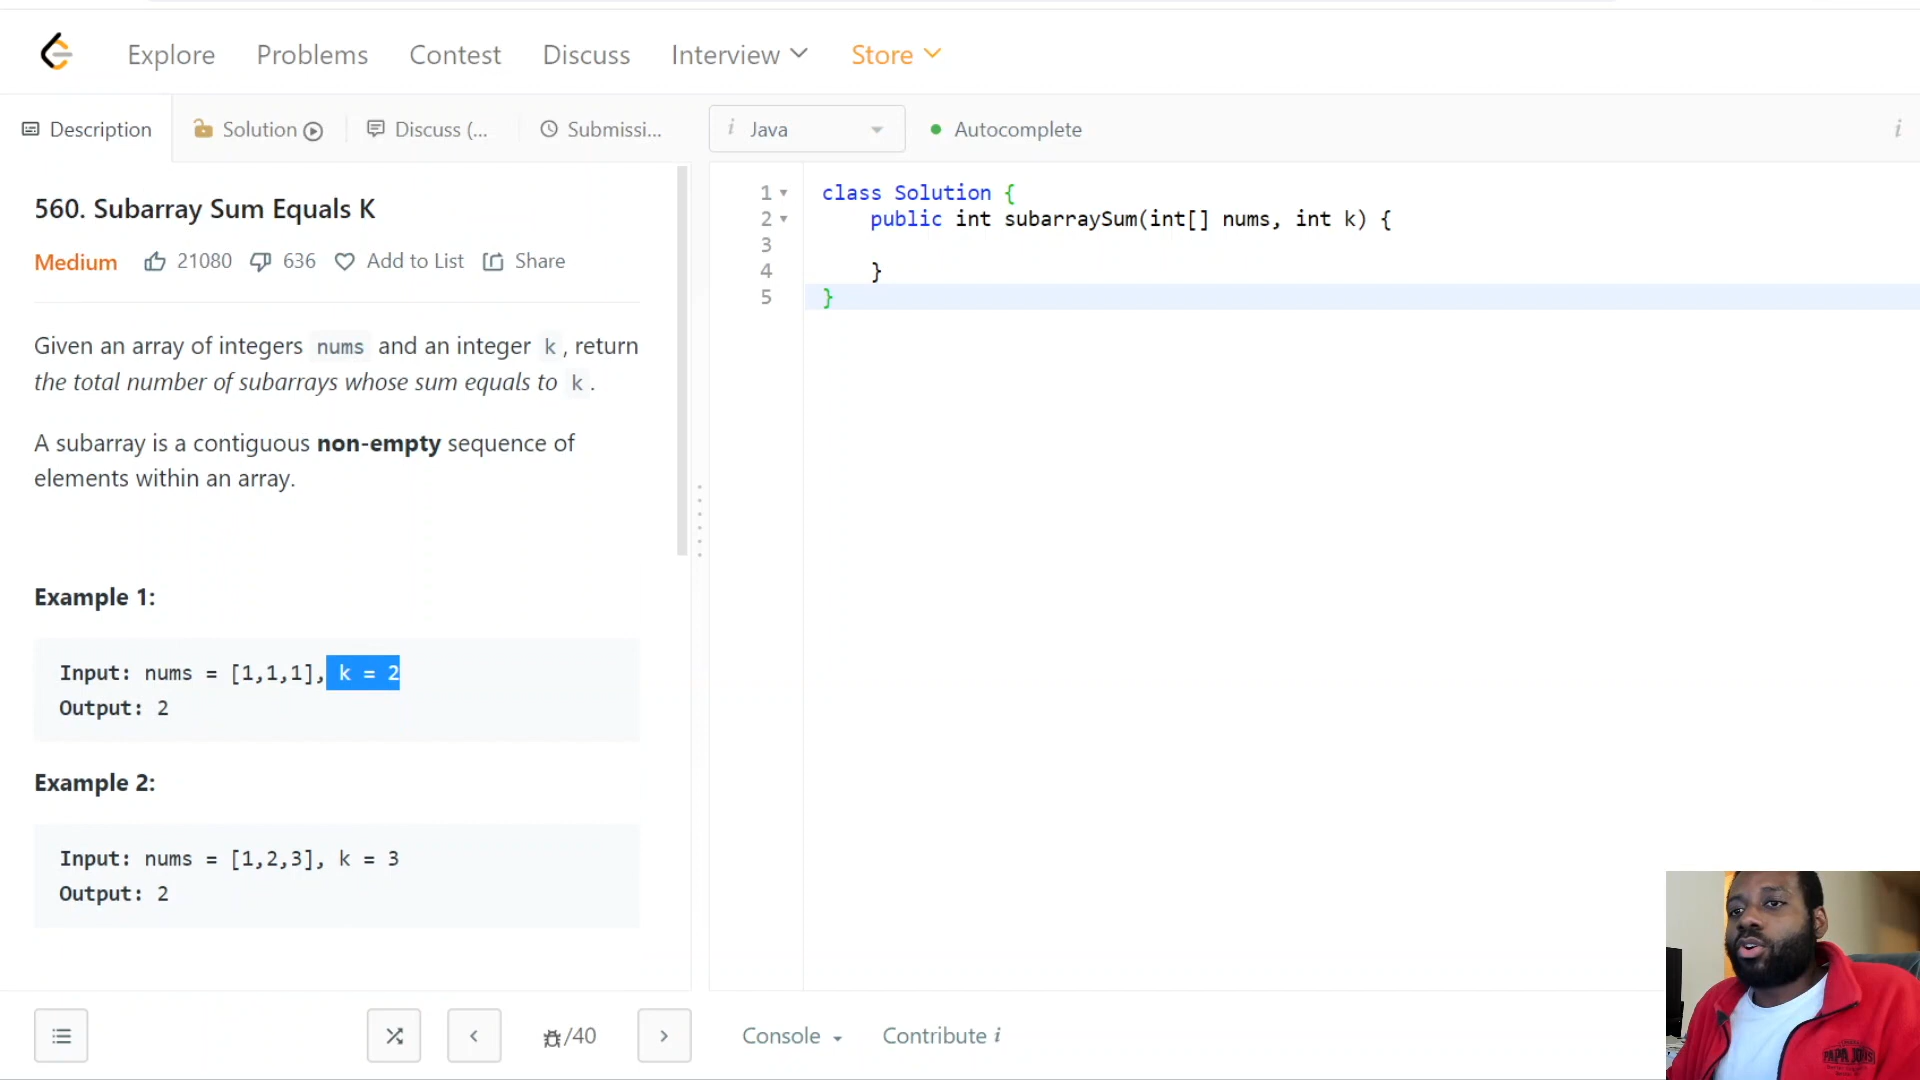 Explore Problems Contest Discuss Interview Store
Description Solution Discuss (... Submissi... i Java Autocomplete i
560. Subarray Sum Equals K
Medium 21080 636 Add to List Share
Given an array of integers nums and an integer k, return
the total number of subarrays whose sum equals to k.
A subarray is a contiguous non-empty sequence of
elements within an array.
Example 1:
Input: nums = [1,1,1], k = 2
Output: 2
Example 2:
Input: nums = [1,2,3], k = 3
Output: 2
1 class Solution {
2 public int subarraySum(int[] nums, int k) {
3
4 }
5 }
/40 Console Contribute i
PAPA JOHN'S